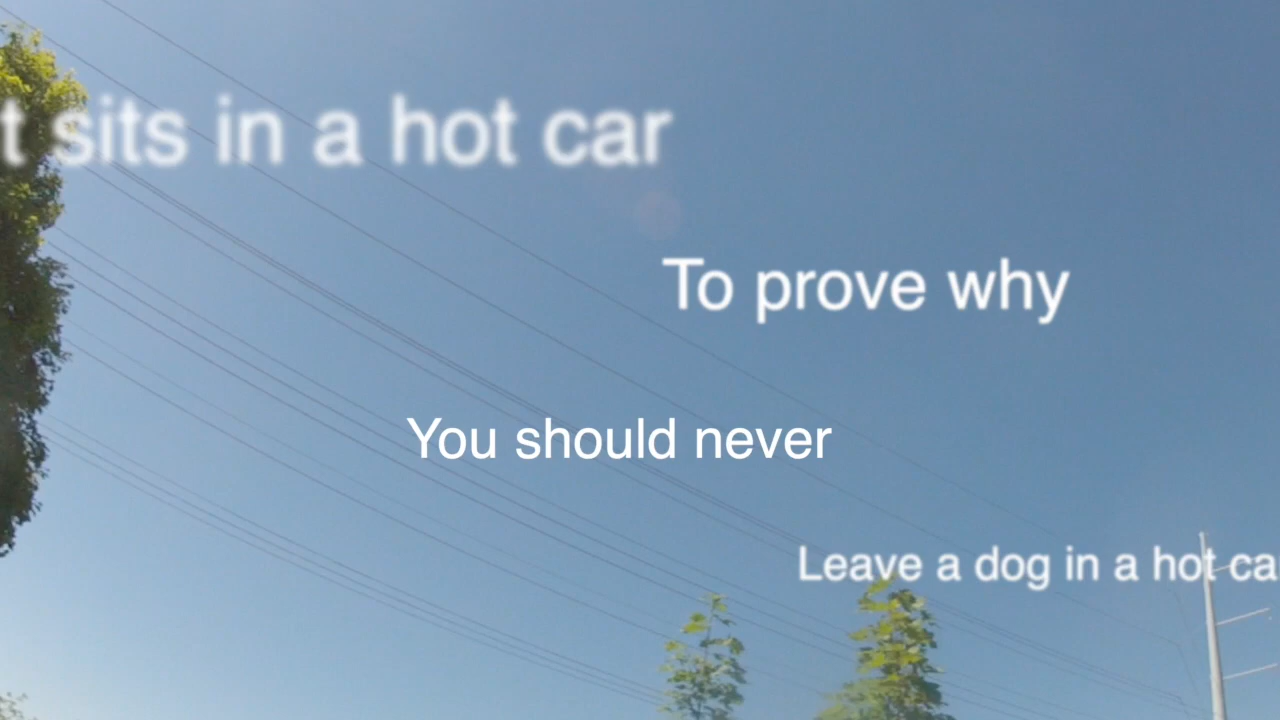 t sits in a hot car
To prove why
You should never
Leave a dog in a hot ca